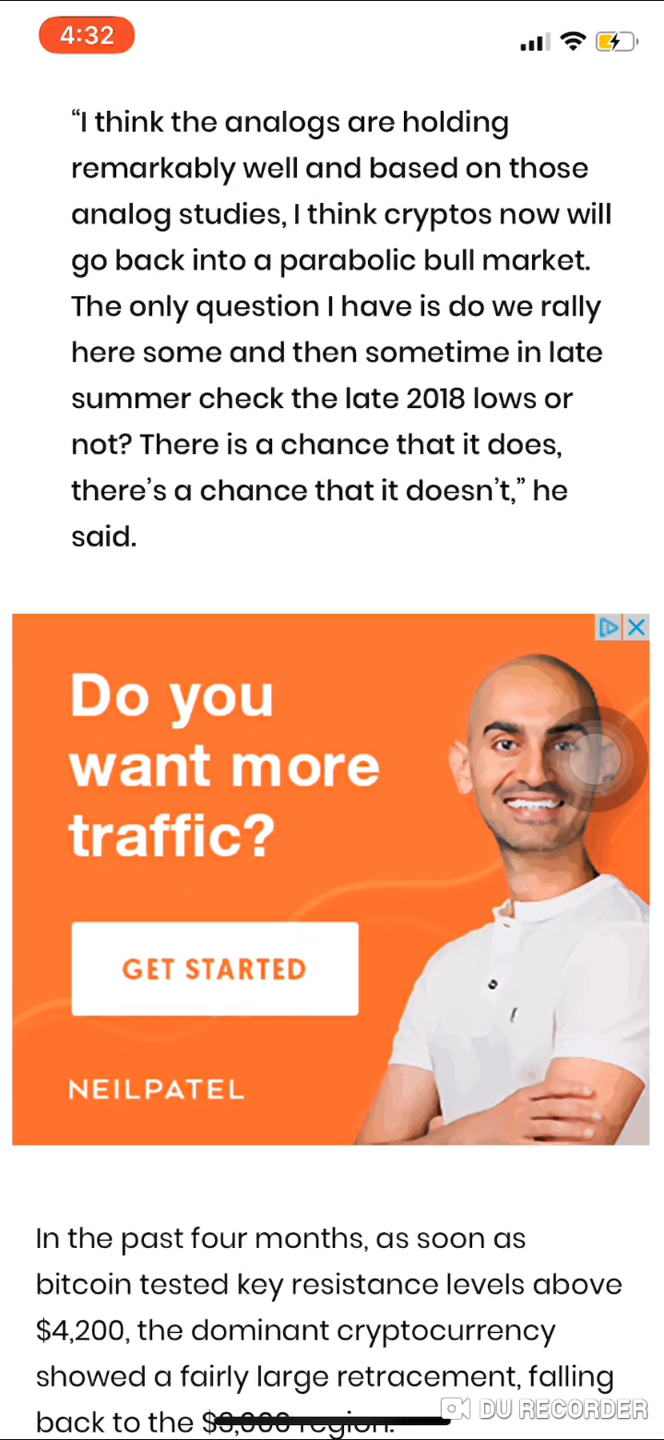 4:32
“I think the analogs are holding
remarkably well and based on those
analog studies, I think cryptos now will
go back into a parabolic bull market.
The only question I have is do we rally
here some and then sometime in late
summer check the late 2018 lows or
not? There is a chance that it does,
there’s a chance that it doesn’t,” he
said.
Do you
want more
traffic?
GET STARTED
NEILPATEL
In the past four months, as soon as
bitcoin tested key resistance levels above
$4,200, the dominant cryptocurrency
showed a fairly large retracement, falling
back to the
DU RECORDER